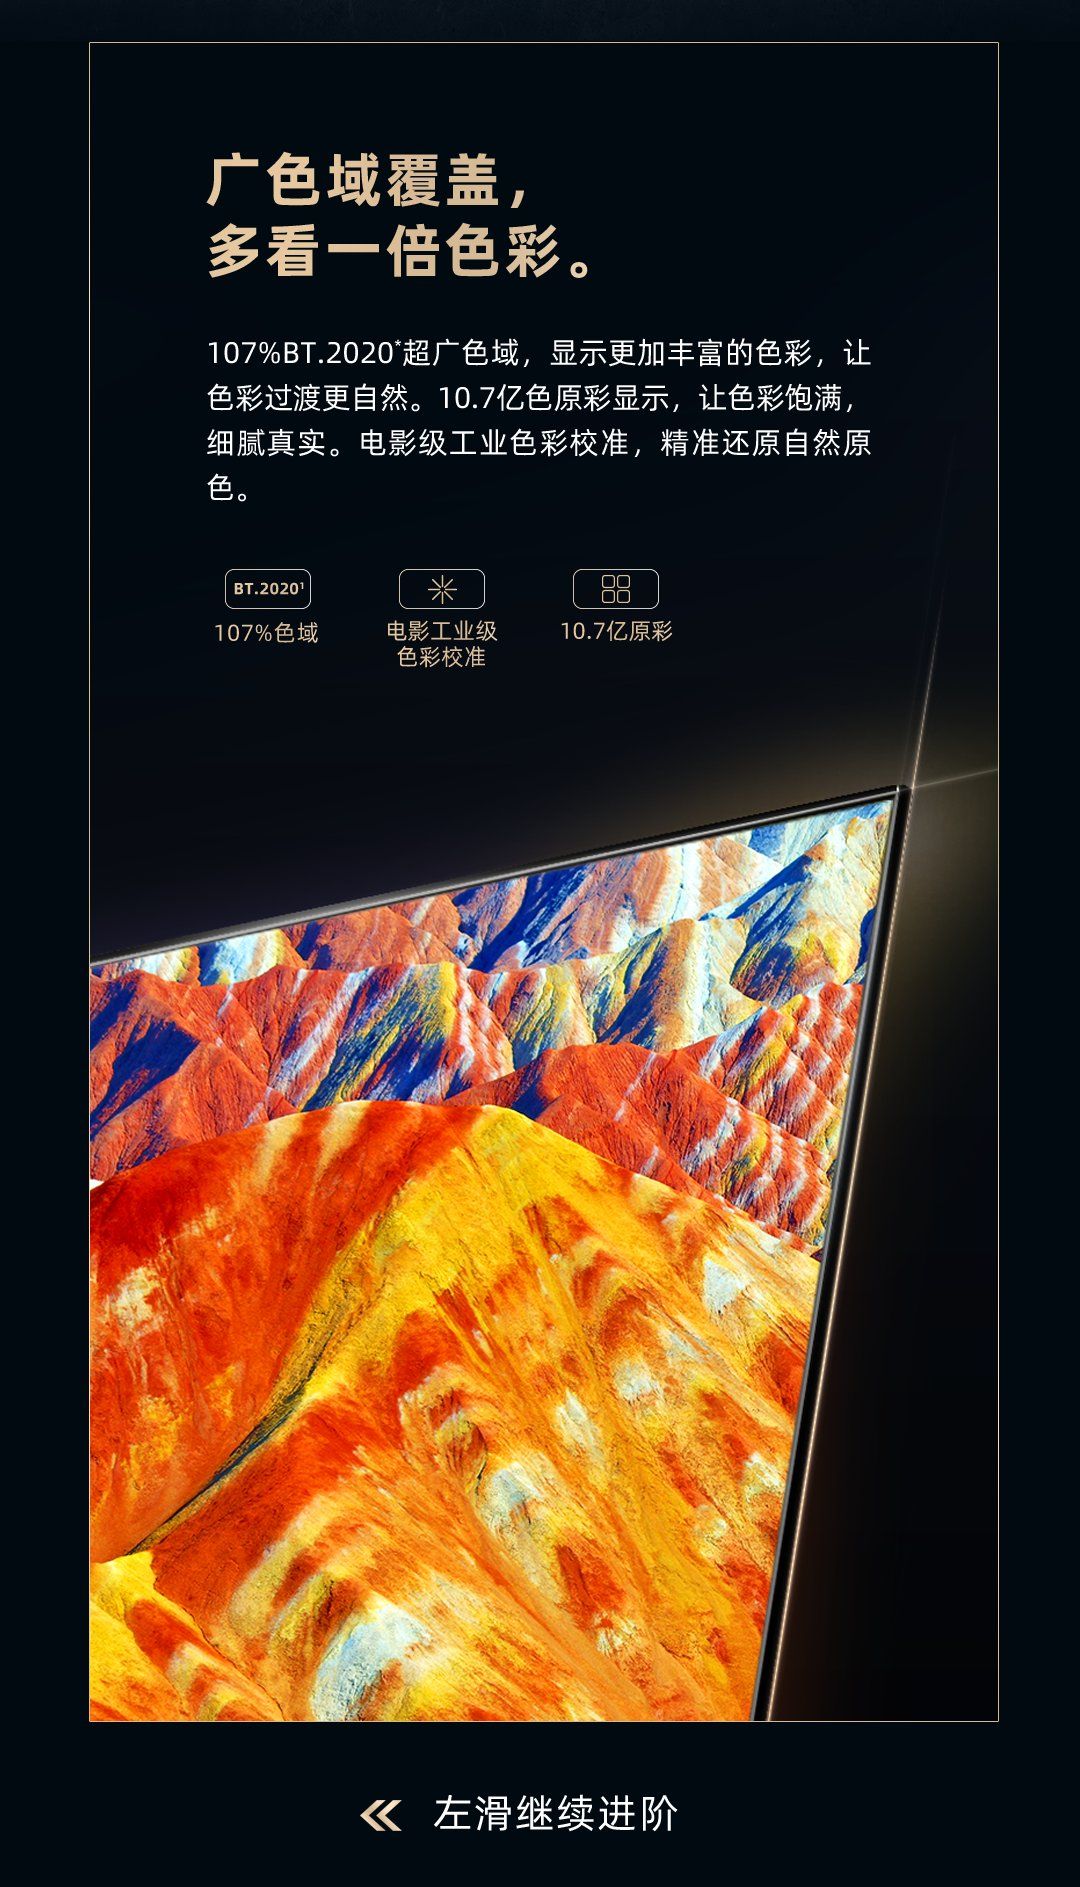 广色域覆盖，
多看一倍色彩。
107%BT.2020*超广色域，显示更加丰富的色彩，让
色彩过渡更自然。10.7亿色原彩显示，让色彩饱满，
细腻真实。电影级工业色彩校准，精准还原自然原
色。
BT.2020¹
107%色域
电影工业级
色彩校准
10.7亿原彩
左滑继续进阶